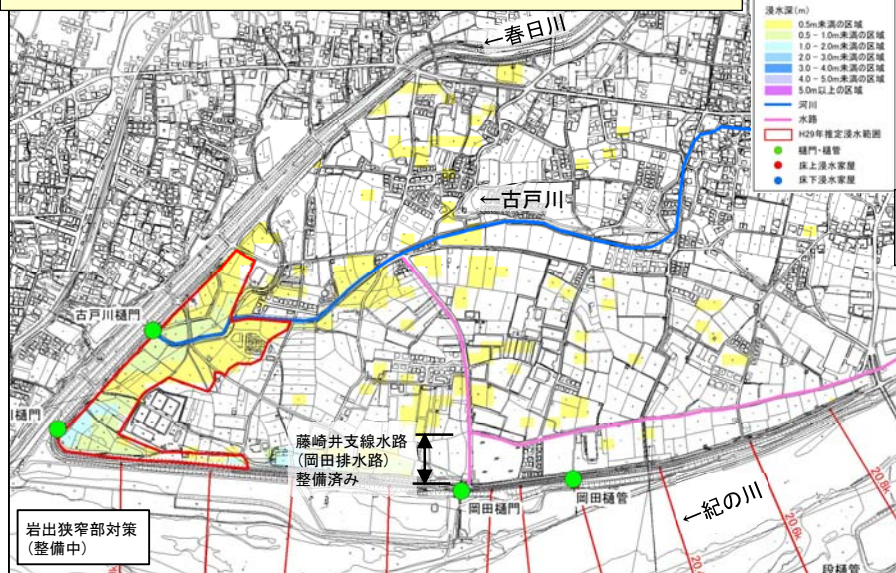 浸水深(m)
0.5m未満の区域
0.5 - 1.0m未満の区域
1.0 - 2.0m未満の区域
2.0 - 3.0m未満の区域
3.0 - 4.0m未満の区域
4.0 - 5.0m未満の区域
5.0m以上の区域
河川
水路
H29年推定浸水範囲
樋門・樋管
床上浸水家屋
床下浸水家屋
←春日川
←古戸川
古戸川樋門
川樋門
藤崎井支線水路
(岡田排水路)
整備済み
岡田樋門
岡田樋管
←紀の川
岩出狭窄部対策
(整備中)
20.6k
20.8k
段樋管